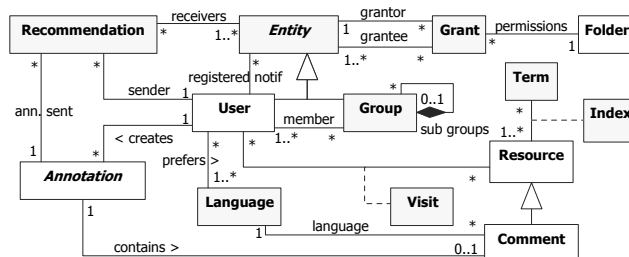 Recommendation
receivers
*
1..*
Entity
1
grantor
*
grantee
1..*
*
Grant
permissions
*
1
Folder
*
*
*
registered notif
*
0..1
Term
ann. sent
sender
1
User
member
1..*
*
Group
sub groups
*
1..*
Index
< creates
1
*
*
*
Resource
1
*
prefers >
1..*
*
Annotation
Language
Visit
1
1
language
*
Comment
contains >
0..1